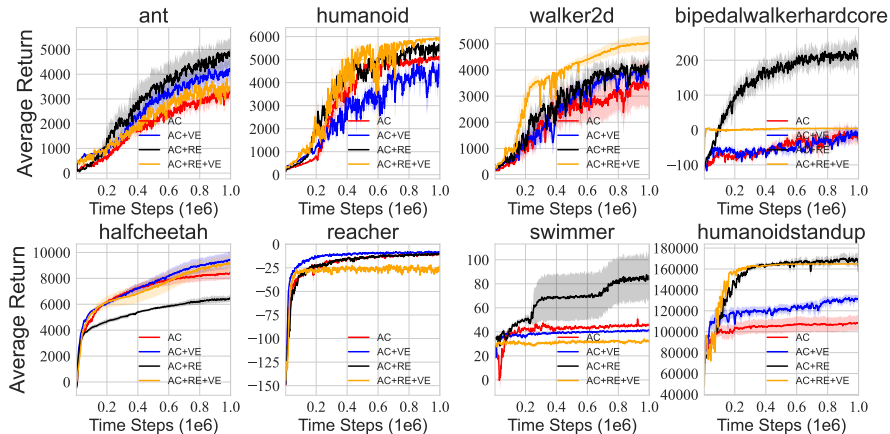 ant
humanoid
walker2d
bipedalwalkerhardcore
Average Return
5000
4000
3000
2000
1000
0
AC
AC+VE
AC+RE
AC+RE+VE
0.2 0.4 0.6 0.8 1.0
Time Steps (1e6)
6000
5000
4000
3000
2000
1000
0
AC
AC+VE
AC+RE
AC+RE+VE
0.2 0.4 0.6 0.8 1.0
Time Steps (1e6)
5000
4000
3000
2000
1000
0
AC
AC+VE
AC+RE
AC+RE+VE
0.2 0.4 0.6 0.8 1.0
Time Steps (1e6)
200
100
0
−100
AC
AC+VE
AC+RE
AC+RE+VE
0.2 0.4 0.6 0.8 1.0
Time Steps (1e6)
halfcheetah
reacher
swimmer
humanoidstandup
Average Return
10000
8000
6000
4000
2000
0
AC
AC+VE
AC+RE
AC+RE+VE
0.2 0.4 0.6 0.8 1.0
Time Steps (1e6)
0
−25
−50
−75
−100
−125
−150
AC
AC+VE
AC+RE
AC+RE+VE
0.2 0.4 0.6 0.8 1.0
Time Steps (1e6)
100
80
60
40
20
0
AC
AC+VE
AC+RE
AC+RE+VE
0.2 0.4 0.6 0.8 1.0
Time Steps (1e6)
180000
160000
140000
120000
100000
80000
60000
40000
AC
AC+VE
AC+RE
AC+RE+VE
0.2 0.4 0.6 0.8 1.0
Time Steps (1e6)